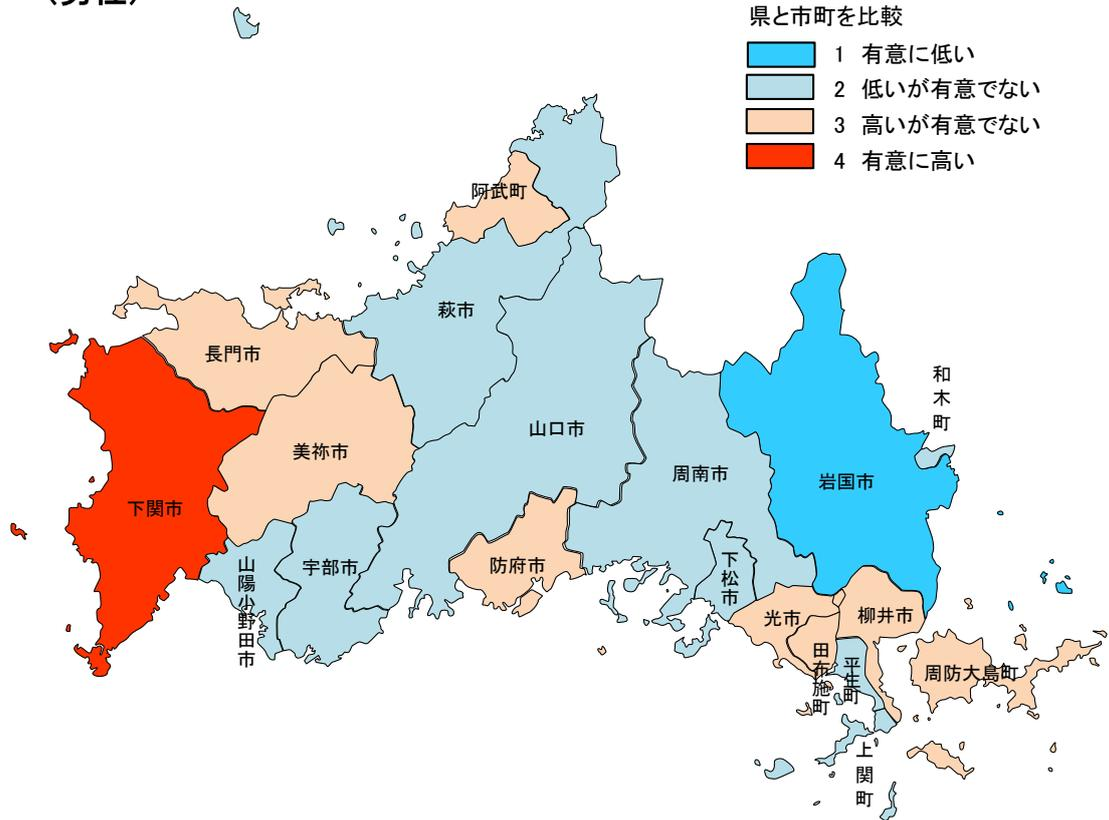 県と市町を比較
1 有意に低い
2 低いが有意でない
3 高いが有意でない
4 有意に高い
阿武町
萩市
長門市
和木町
山口市
美祢市
周南市
岩国市
下関市
山陽小野田市
宇部市
防府市
下松市
光市
柳井市
田布施町
平生町
周防大島町
上関町